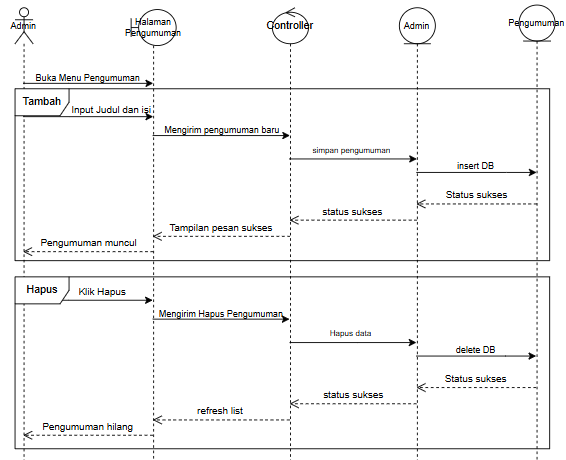 Admin
Halaman
Pengumuman
Controller
Admin
Pengumuman
Buka Menu Pengumuman
Tambah
Input Judul dan isi
Mengirim pengumuman baru
simpan pengumuman
insert DB
Status sukses
status sukses
Tampilan pesan sukses
Pengumuman muncul
Hapus
Klik Hapus
Mengirim Hapus Pengumuman
Hapus data
delete DB
Status sukses
status sukses
refresh list
Pengumuman hilang